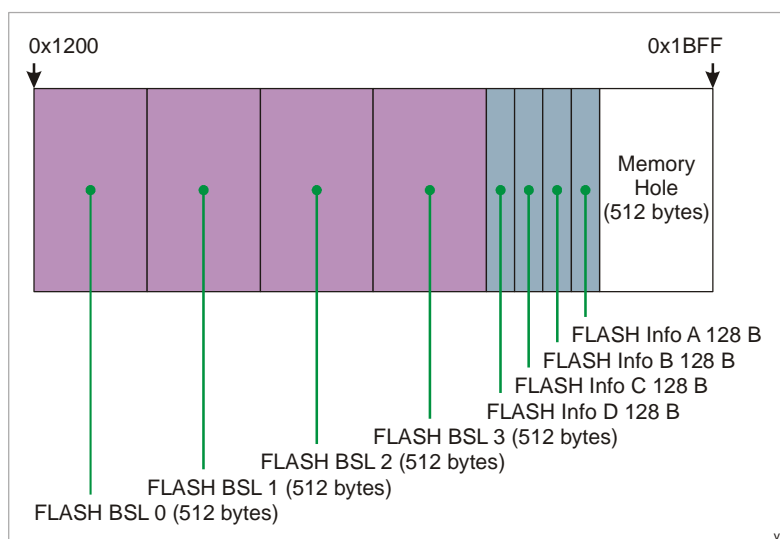 0x1200
0x1BFF
Memory
Hole
(512 bytes)
FLASH Info A 128 B
FLASH Info B 128 B
FLASH Info C 128 B
FLASH Info D 128 B
FLASH BSL 3 (512 bytes)
FLASH BSL 2 (512 bytes)
FLASH BSL 1 (512 bytes)
FLASH BSL 0 (512 bytes)